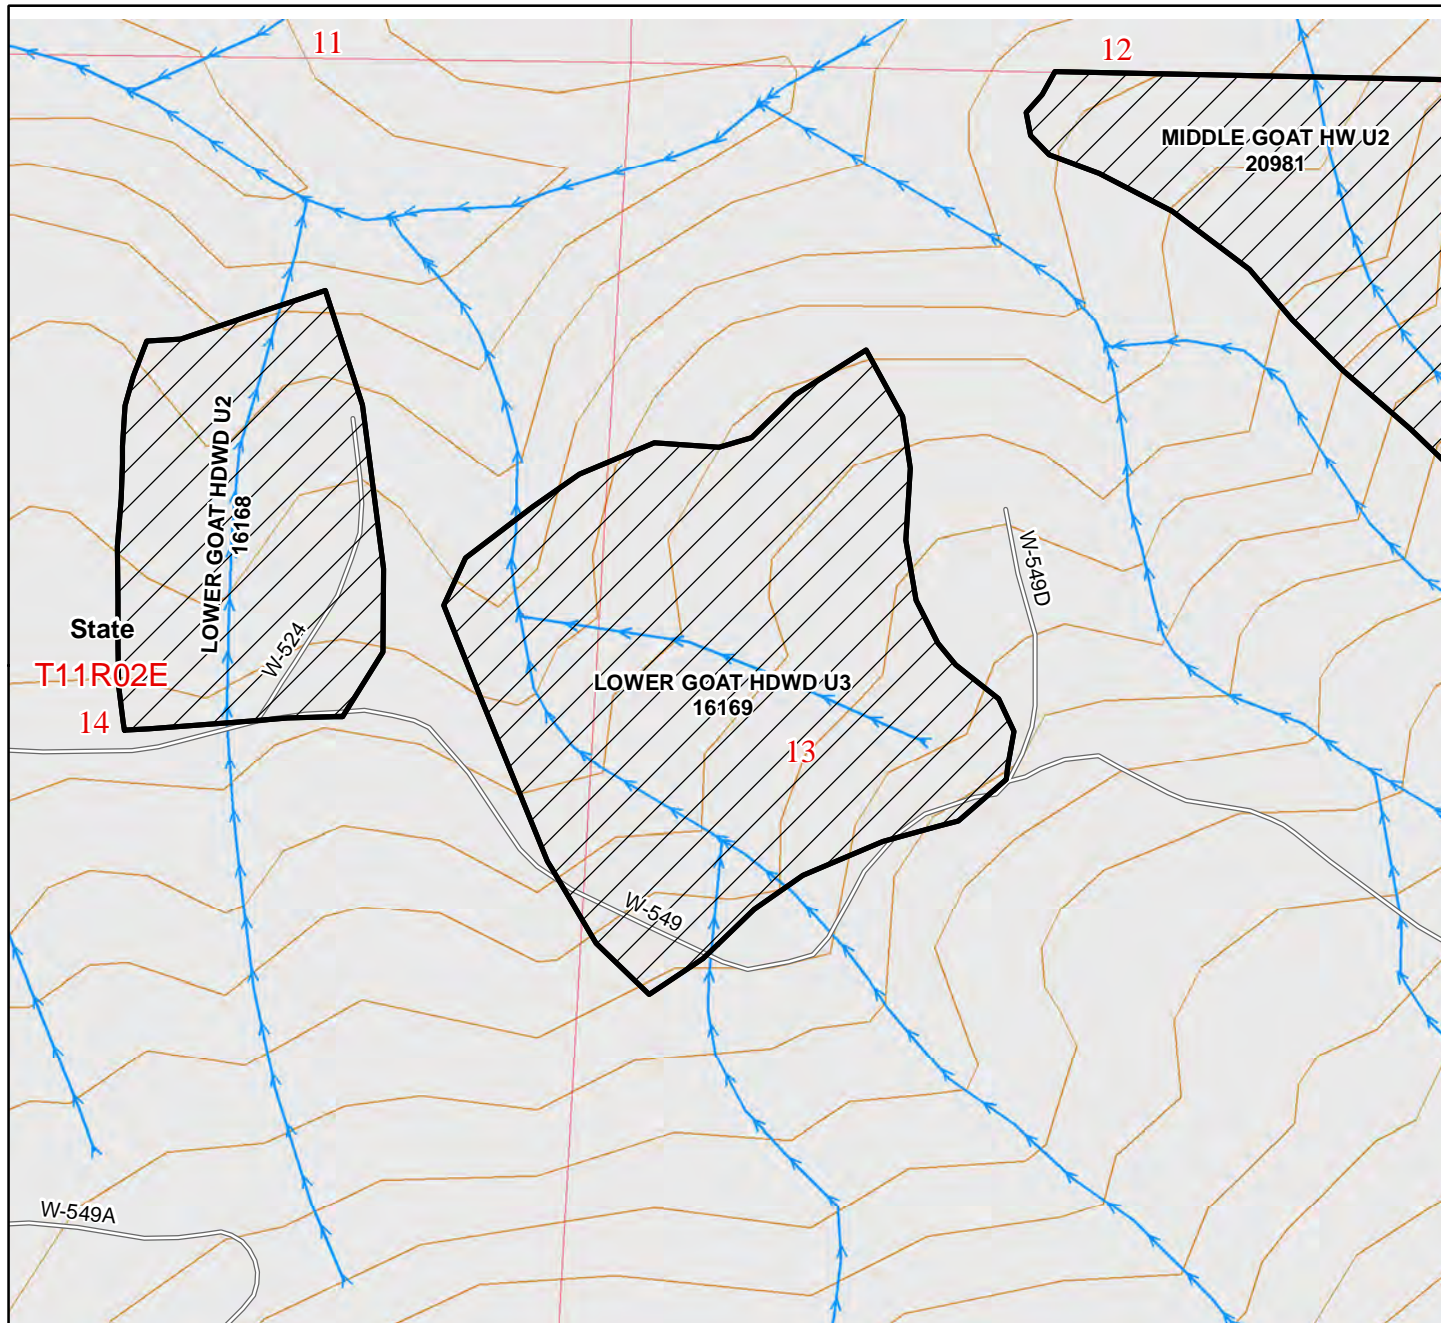 11
12
MIDDLE GOAT HW U2
20981
LOWER GOAT HDWD U2
16168
W-549D
State
T11R02E
14
W-524
LOWER GOAT HDWD U3
16169
13
W-549
W-549A